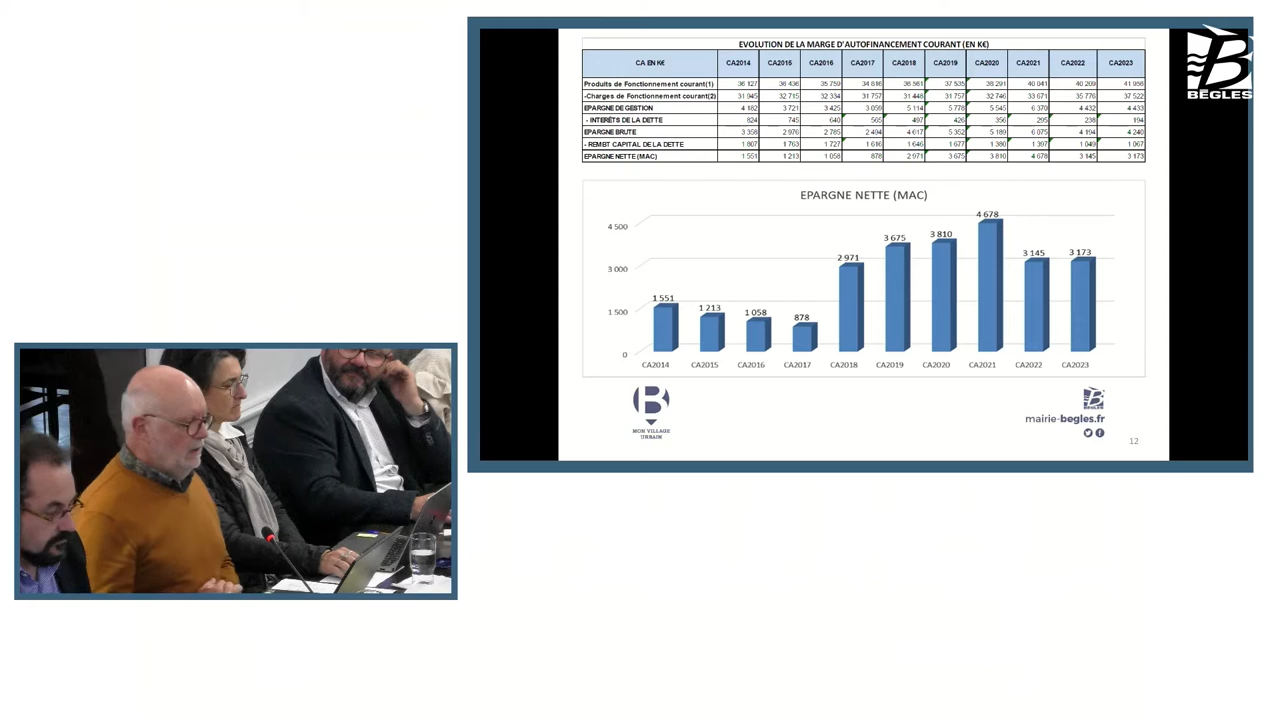 EVOLUTION DE LA MARGE D'AUTOFINANCEMENT COURANT (EN K€)
CA EN K€ CA2014 CA2015 CA2016 CA2017 CA2018 CA2019 CA2020 CA2021 CA2022 CA2023
Produits de Fonctionnement courant(1) 36 127 36 436 35 759 34 816 36 561 37 535 38 291 40 041 40 209 41 956
-Charges de Fonctionnement courant(2) 31 945 32 715 32 334 31 757 31 448 31 757 32 746 33 671 35 776 37 522
EPARGNE DE GESTION 4 182 3 721 3 425 3 059 5 114 5 778 5 545 6 370 4 432 4 433
- INTERÊTS DE LA DETTE 824 745 640 565 497 426 356 295 238 194
EPARGNE BRUTE 3 358 2 976 2 785 2 494 4 617 5 352 5 189 6 075 4 194 4 240
- REMBT CAPITAL DE LA DETTE 1 807 1 763 1 727 1 616 1 646 1 677 1 380 1 397 1 049 1 067
EPARGNE NETTE (MAC) 1 551 1 213 1 058 878 2 971 3 675 3 810 4 678 3 145 3 173
EPARGNE NETTE (MAC)
4 500
3 000
1 500
0
1 551 1 213 1 058 878 2 971 3 675 3 810 4 678 3 145 3 173
CA2014 CA2015 CA2016 CA2017 CA2018 CA2019 CA2020 CA2021 CA2022 CA2023
MON VILLAGE
URBAIN
BÈGLES
mairie-begles.fr
12
B
BÈGLES